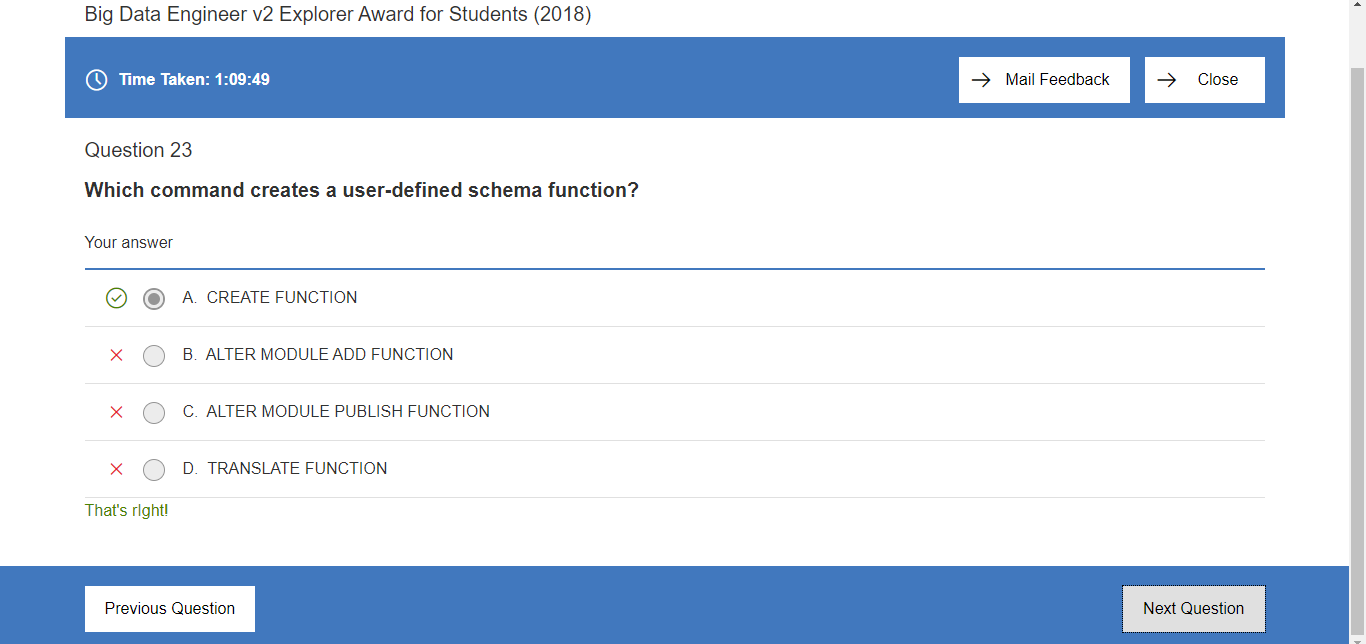 Big Data Engineer v2 Explorer Award for Students (2018)
Time Taken: 1:09:49
Mail Feedback
Close
Question 23
Which command creates a user-defined schema function?
Your answer
A. CREATE FUNCTION
B. ALTER MODULE ADD FUNCTION
C. ALTER MODULE PUBLISH FUNCTION
D. TRANSLATE FUNCTION
That's rIght!
Previous Question
Next Question